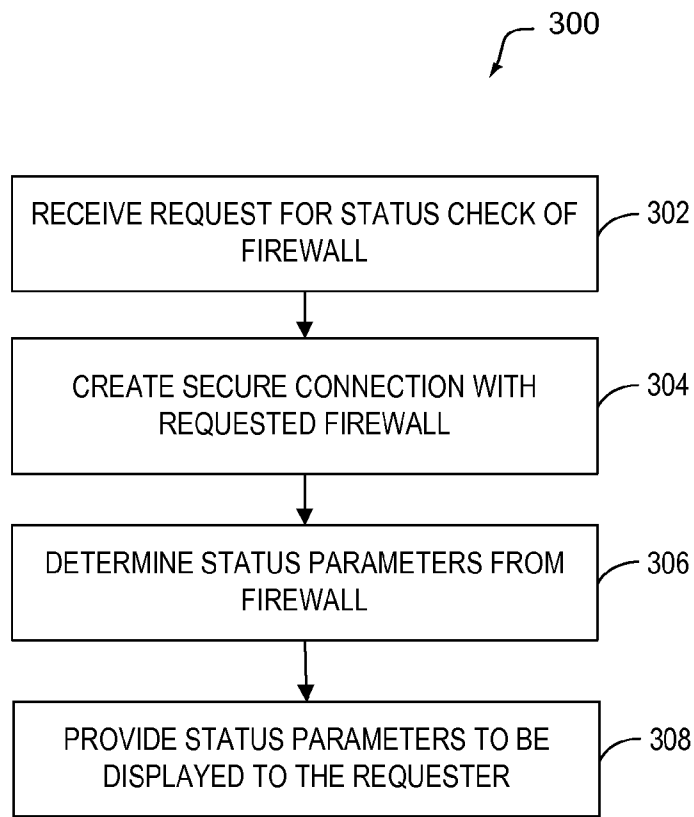 300
RECEIVE REQUEST FOR STATUS CHECK OF
FIREWALL
302
CREATE SECURE CONNECTION WITH
REQUESTED FIREWALL
304
DETERMINE STATUS PARAMETERS FROM
FIREWALL
306
PROVIDE STATUS PARAMETERS TO BE
DISPLAYED TO THE REQUESTER
308